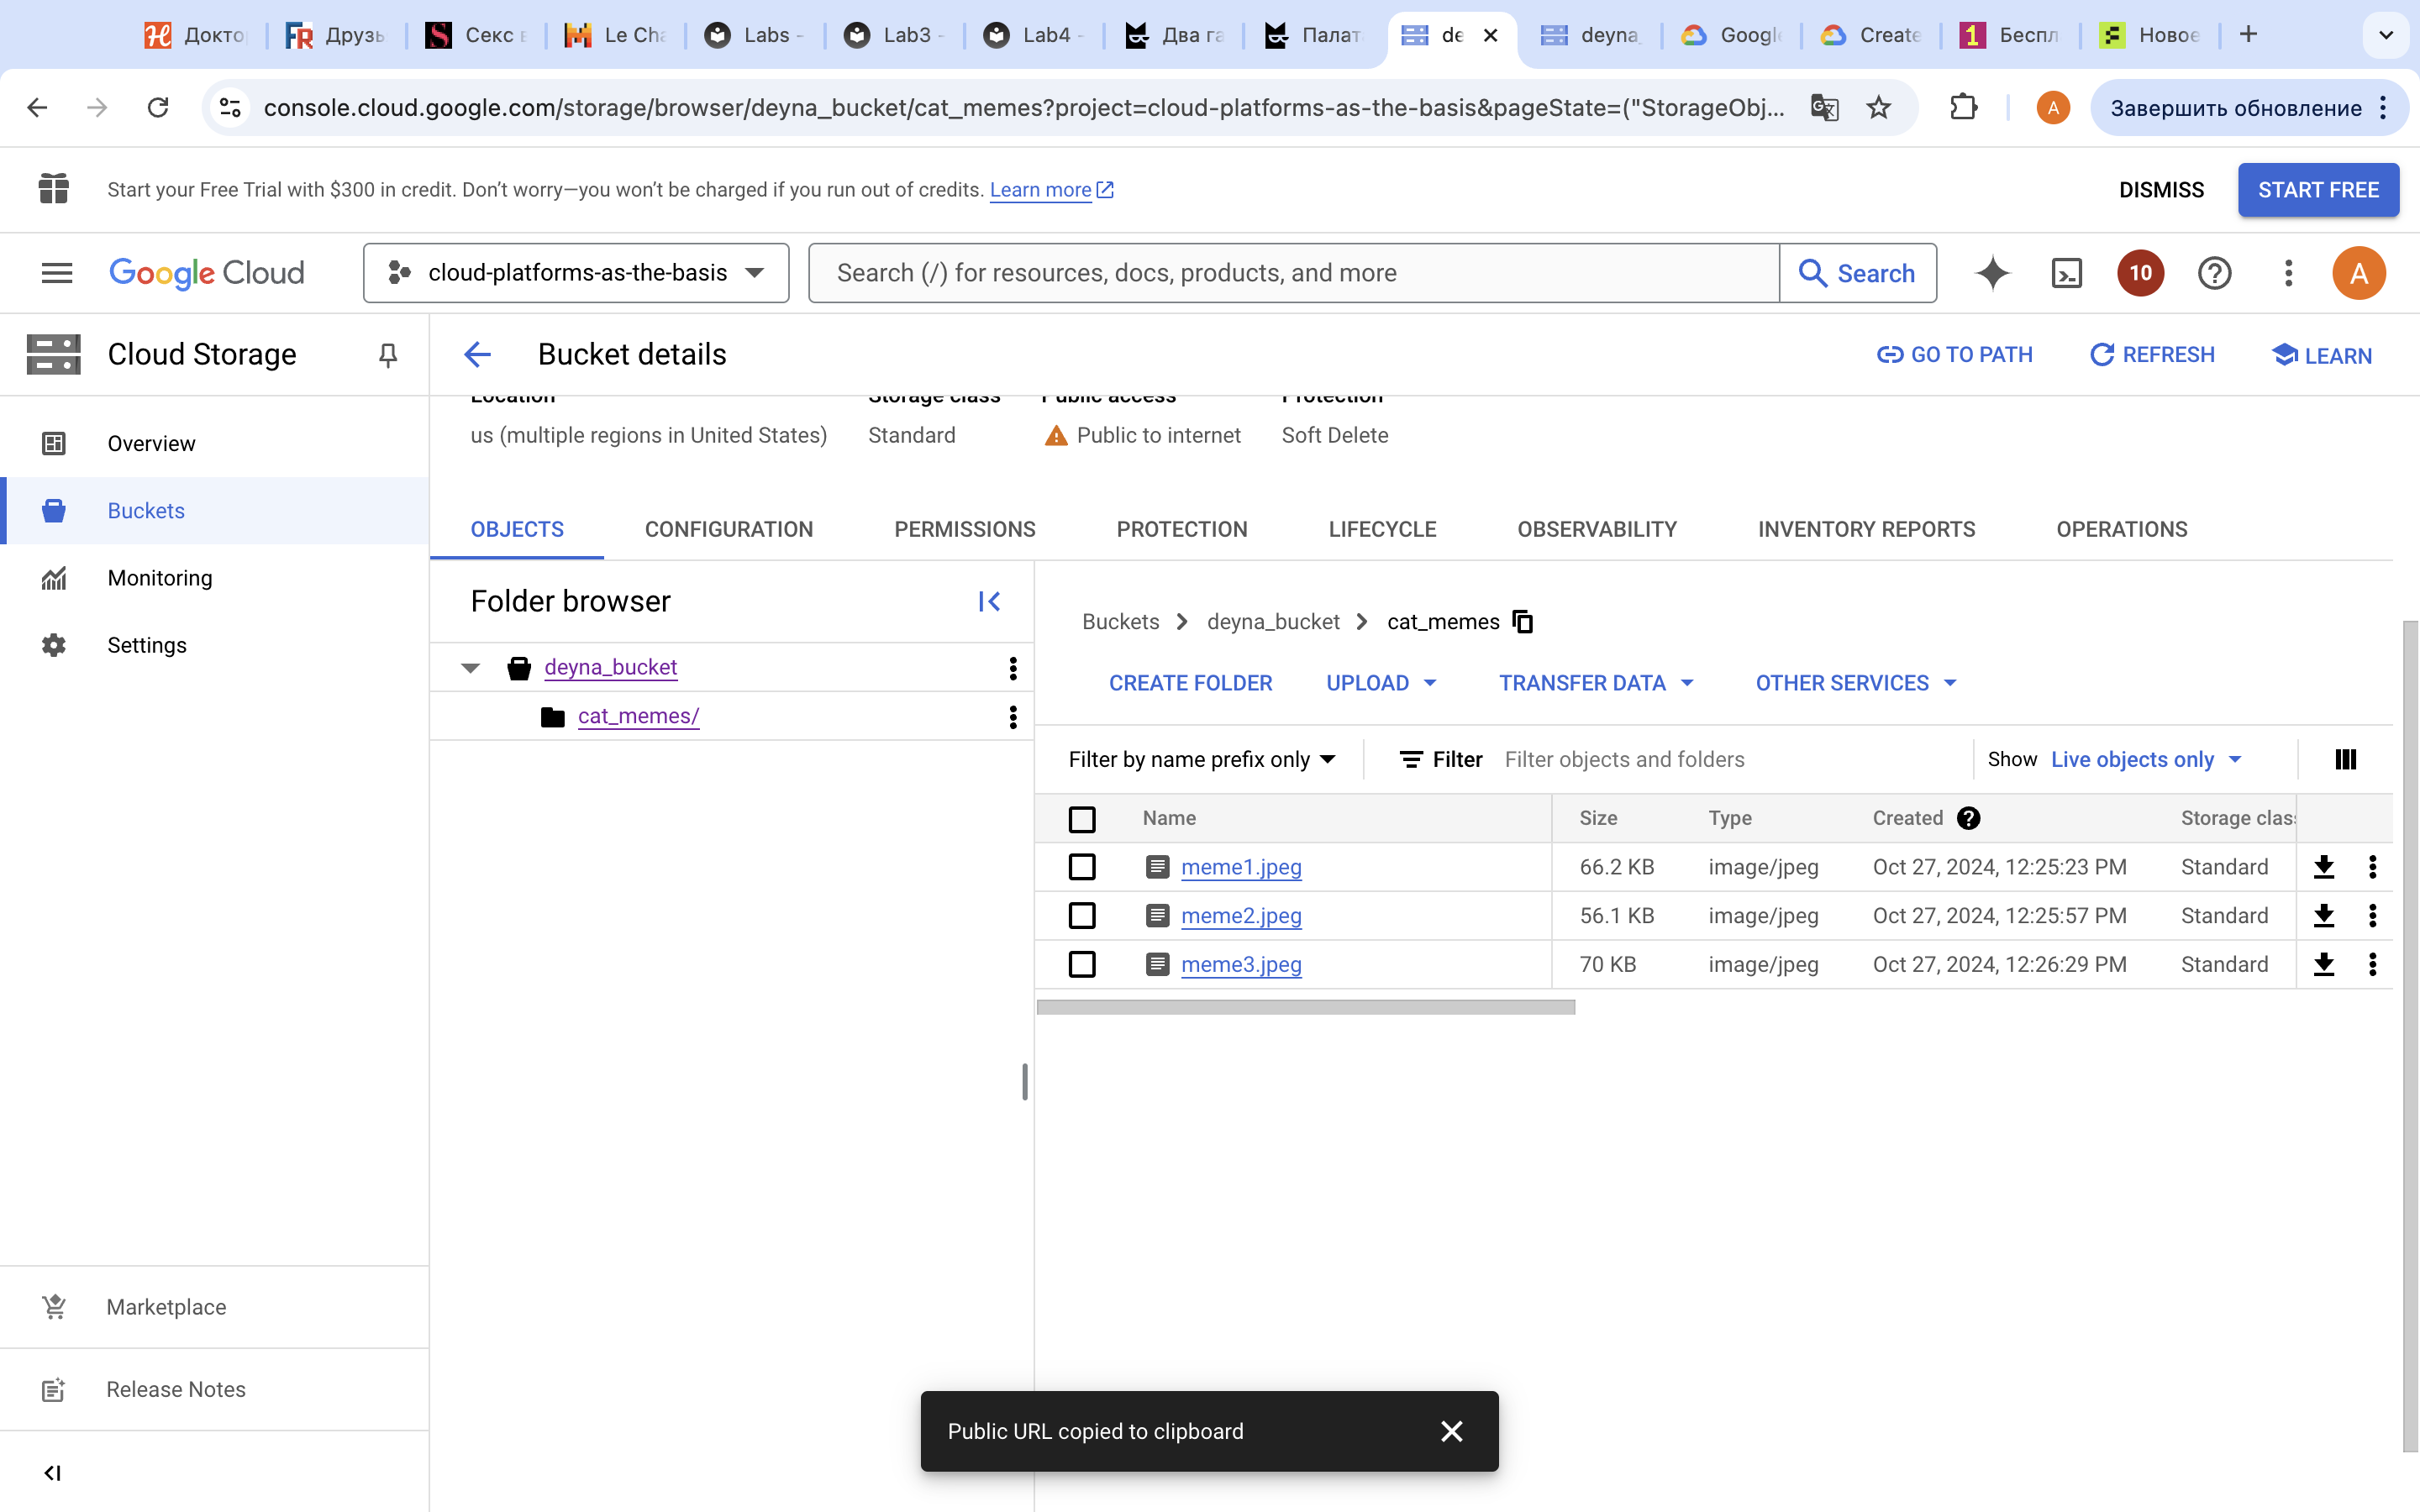 Докто
Друзь
Секс в
Le Cha
Labs -
Lab3 -
Lab4 -
Два га
Палат
de
deyna_
Google
Create
Беспл
Новое
console.cloud.google.com/storage/browser/deyna_bucket/cat_memes?project=cloud-platforms-as-the-basis&pageState=("StorageObj...
A
Завершить обновление
Start your Free Trial with $300 in credit. Don't worry—you won't be charged if you run out of credits. Learn more
DISMISS
START FREE
Google Cloud
cloud-platforms-as-the-basis
Search (/) for resources, docs, products, and more
Search
10
A
Cloud Storage
Bucket details
GO TO PATH
REFRESH
LEARN
Overview
Buckets
Monitoring
Settings
Marketplace
Release Notes
Location
Storage class
Public access
Protection
us (multiple regions in United States)
Standard
Public to internet
Soft Delete
OBJECTS
CONFIGURATION
PERMISSIONS
PROTECTION
LIFECYCLE
OBSERVABILITY
INVENTORY REPORTS
OPERATIONS
Folder browser
deyna_bucket
cat_memes/
Buckets
deyna_bucket
cat_memes
CREATE FOLDER
UPLOAD
TRANSFER DATA
OTHER SERVICES
Filter by name prefix only
Filter
Filter objects and folders
Show
Live objects only
Name
Size
Type
Created
Storage class
meme1.jpeg
66.2 KB
image/jpeg
Oct 27, 2024, 12:25:23 PM
Standard
meme2.jpeg
56.1 KB
image/jpeg
Oct 27, 2024, 12:25:57 PM
Standard
meme3.jpeg
70 KB
image/jpeg
Oct 27, 2024, 12:26:29 PM
Standard
Public URL copied to clipboard